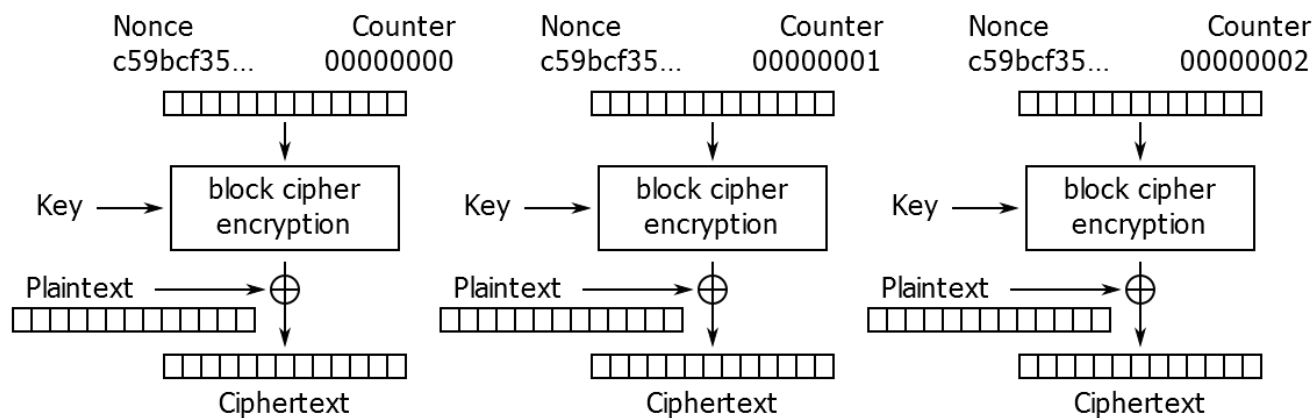 Nonce Counter Nonce Counter Nonce Counter
c59bcf35... 00000000 c59bcf35... 00000001 c59bcf35... 00000002
block cipher block cipher block cipher
Key encryption Key encryption Key encryption
Plaintext Plaintext Plaintext
Ciphertext Ciphertext Ciphertext